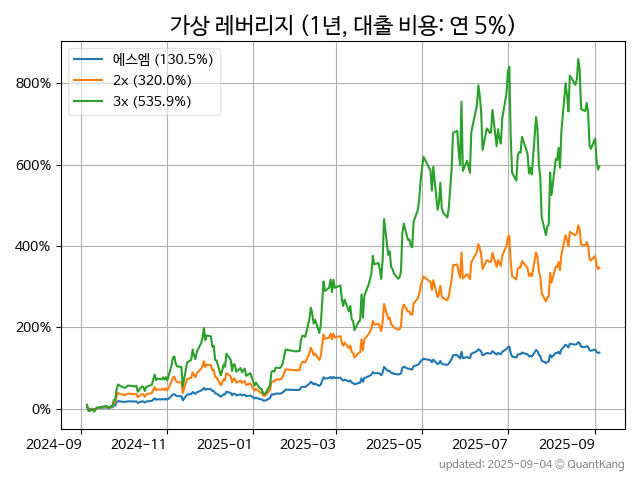 가상 레버리지 (1년, 대출 비용: 연 5%)
에스엠 (130.5%)
2x (320.0%)
3x (535.9%)
800%
600%
400%
200%
0%
2024-09 2024-11 2025-01 2025-03 2025-05 2025-07 2025-09
updated: 2025-09-04 © QuantKang